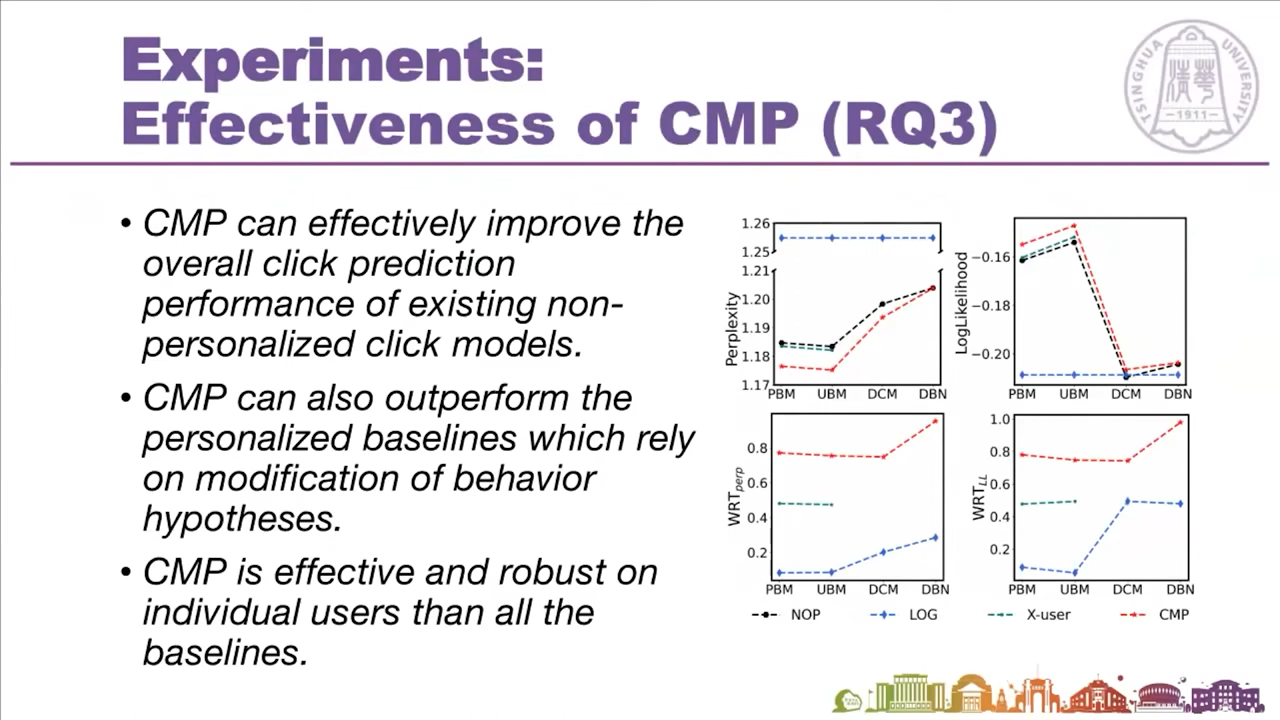 Experiments:
Effectiveness of CMP (RQ3)
TSINGHUA UNIVERSITY
清華
—1911—
• CMP can effectively improve the
overall click prediction
performance of existing non-
personalized click models.
• CMP can also outperform the
personalized baselines which rely
on modification of behavior
hypotheses.
• CMP is effective and robust on
individual users than all the
baselines.
Perplexity
1.26
1.25
1.21
1.20
1.19
1.18
1.17
PBM UBM DCM DBN
LogLikelihood
−0.16
−0.18
−0.20
PBM UBM DCM DBN
WRTperp
0.8
0.6
0.4
0.2
PBM UBM DCM DBN
WRTLL
1.0
0.8
0.6
0.4
0.2
PBM UBM DCM DBN
NOP LOG X-user CMP